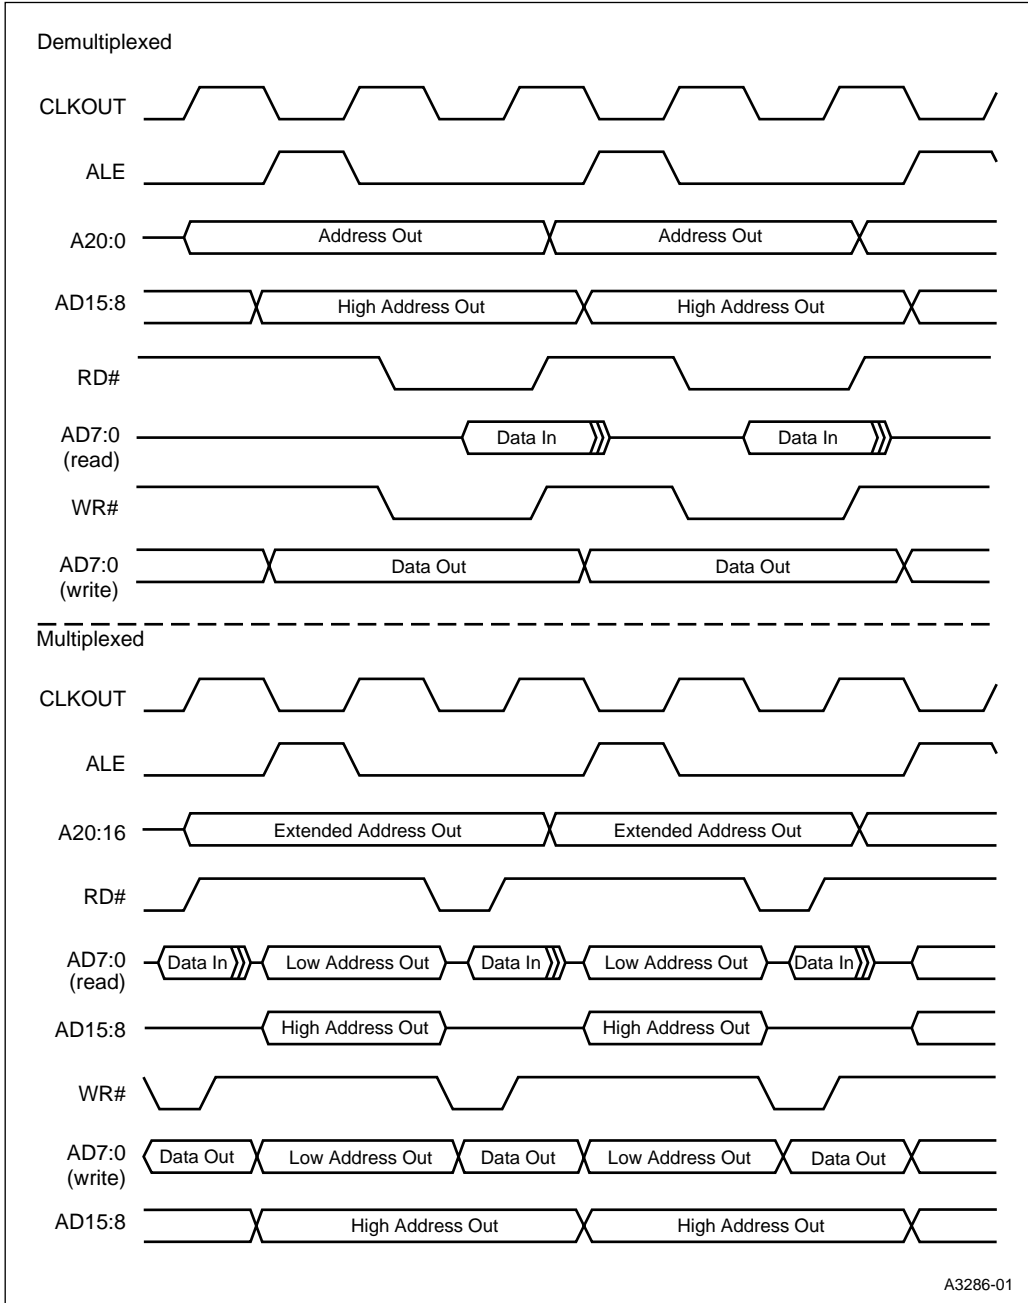 Demultiplexed
CLKOUT
ALE
A20:0
Address Out
Address Out
AD15:8
High Address Out
High Address Out
RD#
AD7:0
(read)
Data In
Data In
WR#
AD7:0
(write)
Data Out
Data Out
Multiplexed
CLKOUT
ALE
A20:16
Extended Address Out
Extended Address Out
RD#
AD7:0
(read)
Data In
Low Address Out
Data In
Low Address Out
Data In
AD15:8
High Address Out
High Address Out
WR#
AD7:0
(write)
Data Out
Low Address Out
Data Out
Low Address Out
Data Out
AD15:8
High Address Out
High Address Out
A3286-01